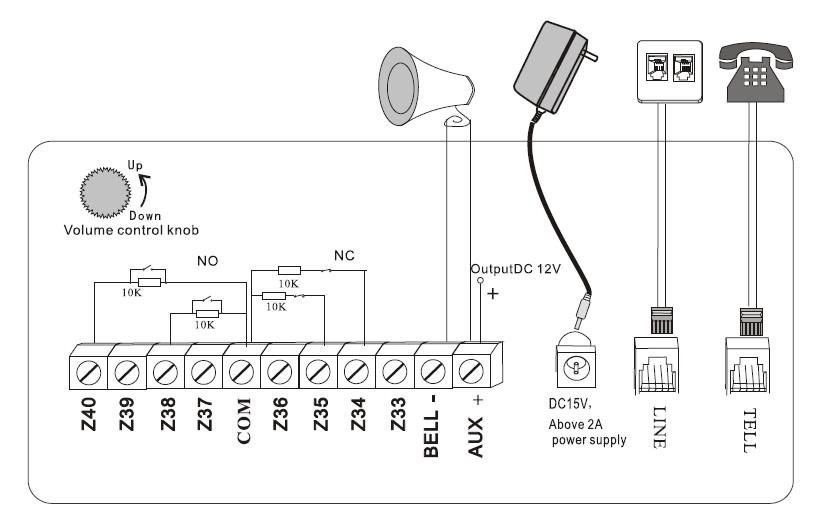 Up
Down
Volume control knob
NO
NC
10K
10K
10K
OutputDC 12V
+
Z40
Z39
Z38
Z37
COM
Z36
Z35
Z34
Z33
BELL -
AUX +
DC15V,
Above 2A
power supply
LINE
TELL